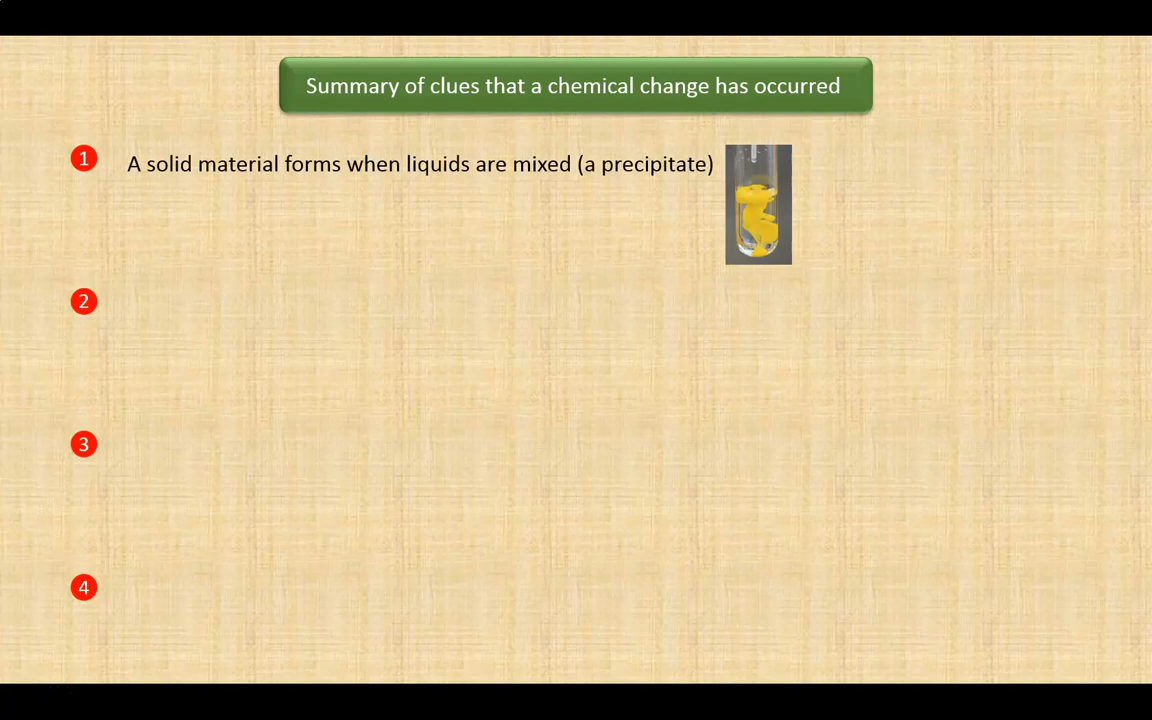 Summary of clues that a chemical change has occurred
1 A solid material forms when liquids are mixed (a precipitate)
2
3
4